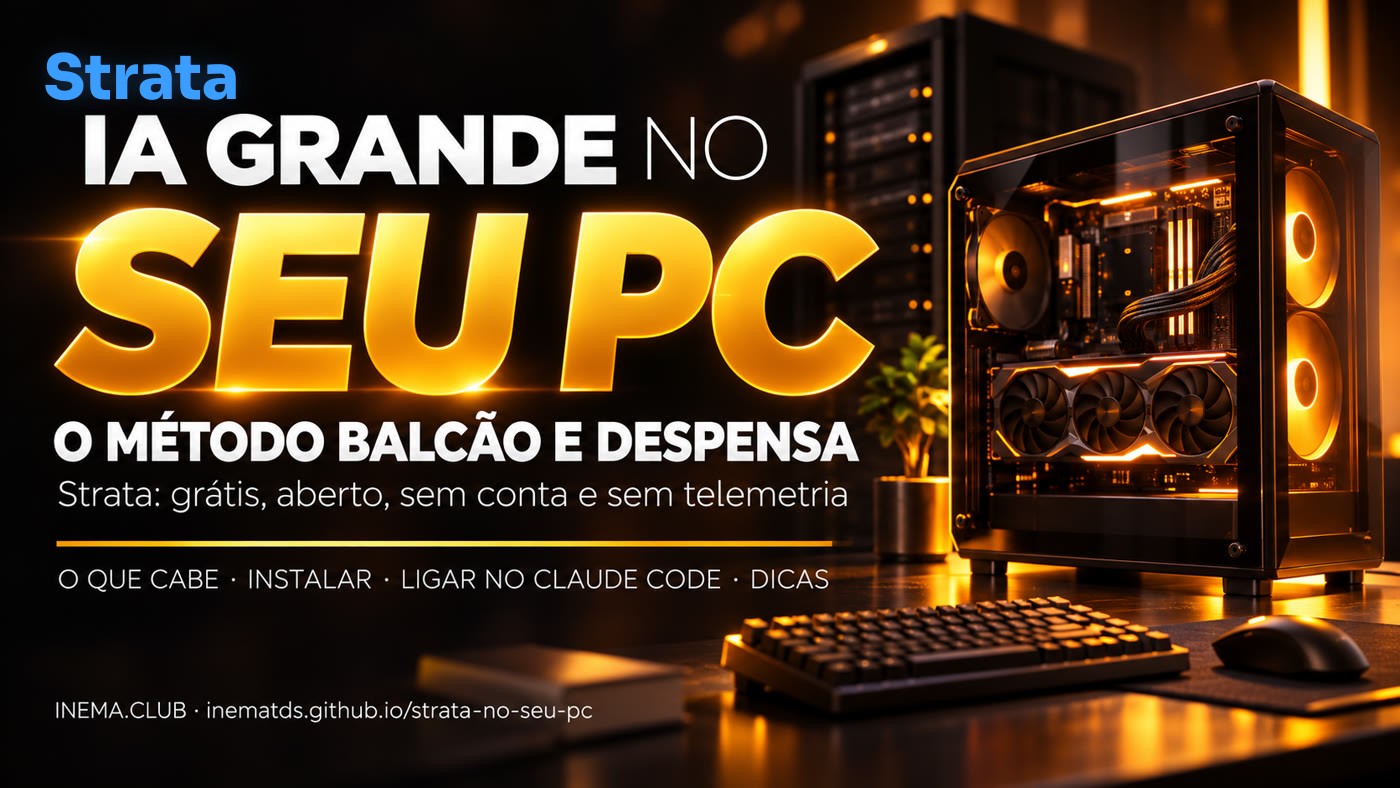 Strata
IA GRANDE NO
SEU PC
O MÉTODO BALCÃO E DESPENSA
Strata: grátis, aberto, sem conta e sem telemetria
O QUE CABE · INSTALAR · LIGAR NO CLAUDE CODE · DICAS
INEMA.CLUB · inematds.github.io/strata-no-seu-pc